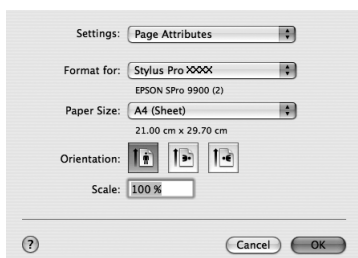 Settings: Page Attributes
Format for: Stylus Pro XXXX
EPSON SPro 9900 (2)
Paper Size: A4 (Sheet)
21.00 cm x 29.70 cm
Orientation:
Scale: 100 %
? Cancel OK